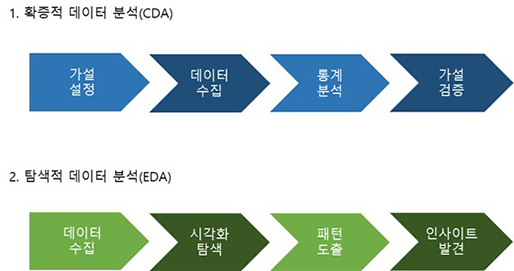 1. 확증적 데이터 분석(CDA)
가설
설정
데이터
수집
통계
분석
가설
검증
2. 탐색적 데이터 분석(EDA)
데이터
수집
시각화
탐색
패턴
도출
인사이트
발견